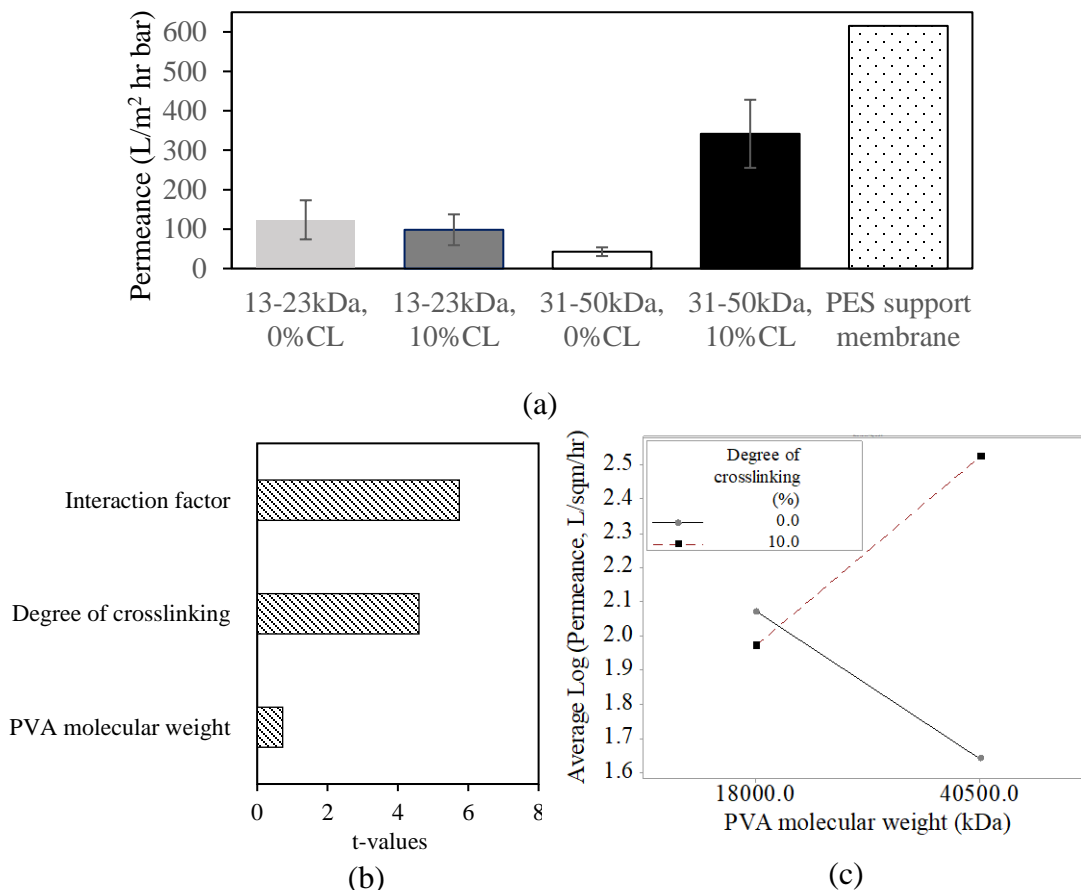 Permeance (L/m² hr bar)
600
500
400
300
200
100
0
13-23kDa,
0%CL
13-23kDa,
10%CL
31-50kDa,
0%CL
31-50kDa,
10%CL
PES support
membrane
(a)
Interaction factor
Degree of crosslinking
PVA molecular weight
0
2
4
6
8
t-values
(b)
Average Log (Permeance, L/sqm/hr)
2.5
2.4
2.3
2.2
2.1
2.0
1.9
1.8
1.7
1.6
Degree of
crosslinking
(%)
0.0
10.0
18000.0
40500.0
PVA molecular weight (kDa)
(c)